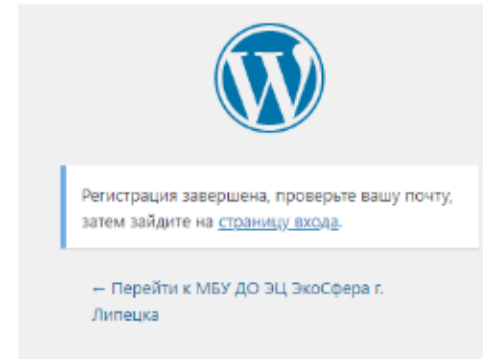 Регистрация завершена, проверьте вашу почту,
затем зайдите на страницу входа.
← Перейти к МБУ ДО ЭЦ ЭкоСфера г.
Липецка